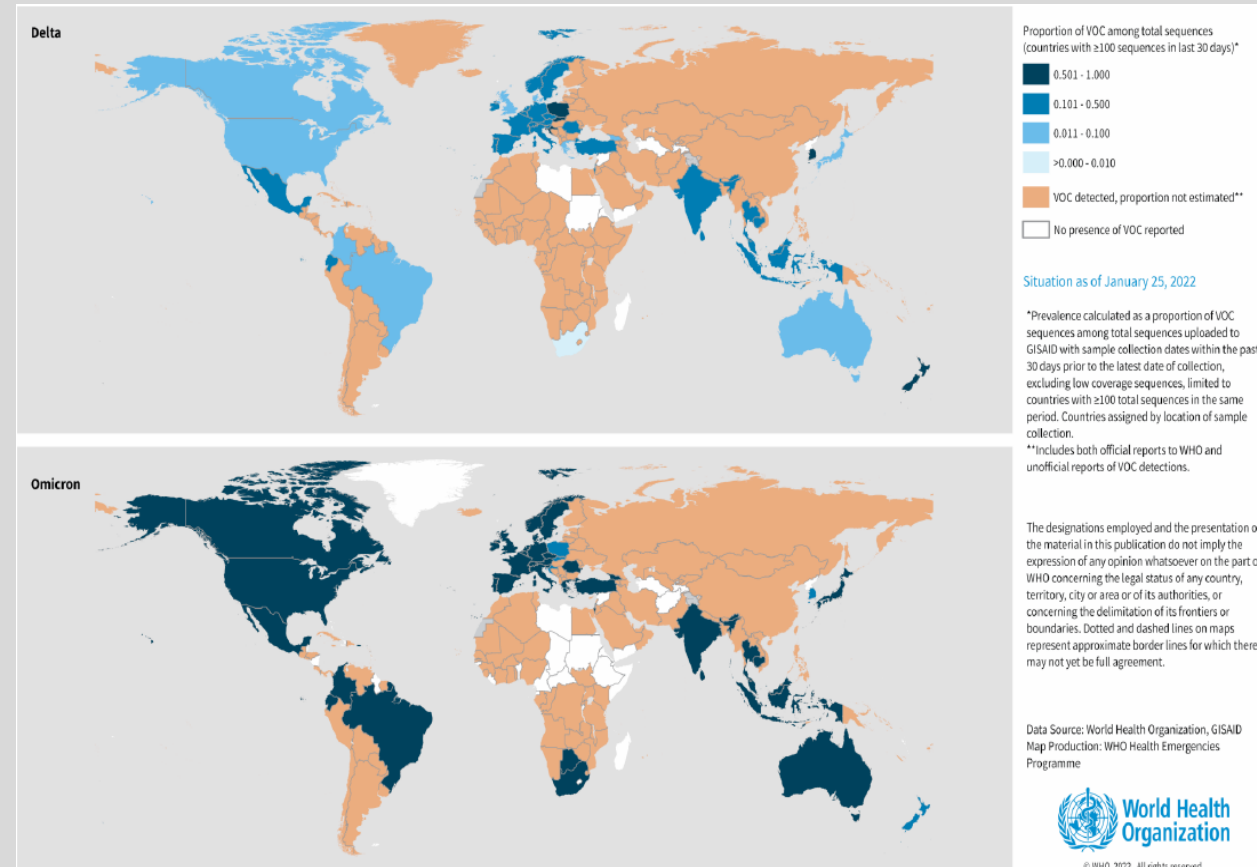 Delta
Proportion of VOC among total sequences
(countries with ≥100 sequences in last 30 days)*
0.501 - 1.000
0.101 - 0.500
0.011 - 0.100
>0.000 - 0.010
VOC detected, proportion not estimated**
No presence of VOC reported
Situation as of January 25, 2022
*Prevalence calculated as a proportion of VOC
sequences among total sequences uploaded to
GISAID with sample collection dates within the past
30 days prior to the latest date of collection,
excluding low coverage sequences, limited to
countries with ≥100 total sequences in the same
period. Countries assigned by location of sample
collection.
**Includes both official reports to WHO and
unofficial reports of VOC detections.
Omicron
The designations employed and the presentation o
the material in this publication do not imply the
expression of any opinion whatsoever on the part o
WHO concerning the legal status of any country,
territory, city or area or of its authorities, or
concerning the delimitation of its frontiers or
boundaries. Dotted and dashed lines on maps
represent approximate border lines for which there
may not yet be full agreement.
Data Source: World Health Organization, GISAID
Map Production: WHO Health Emergencies
Programme
World Health
Organization
© WHO 2022. All rights reserved